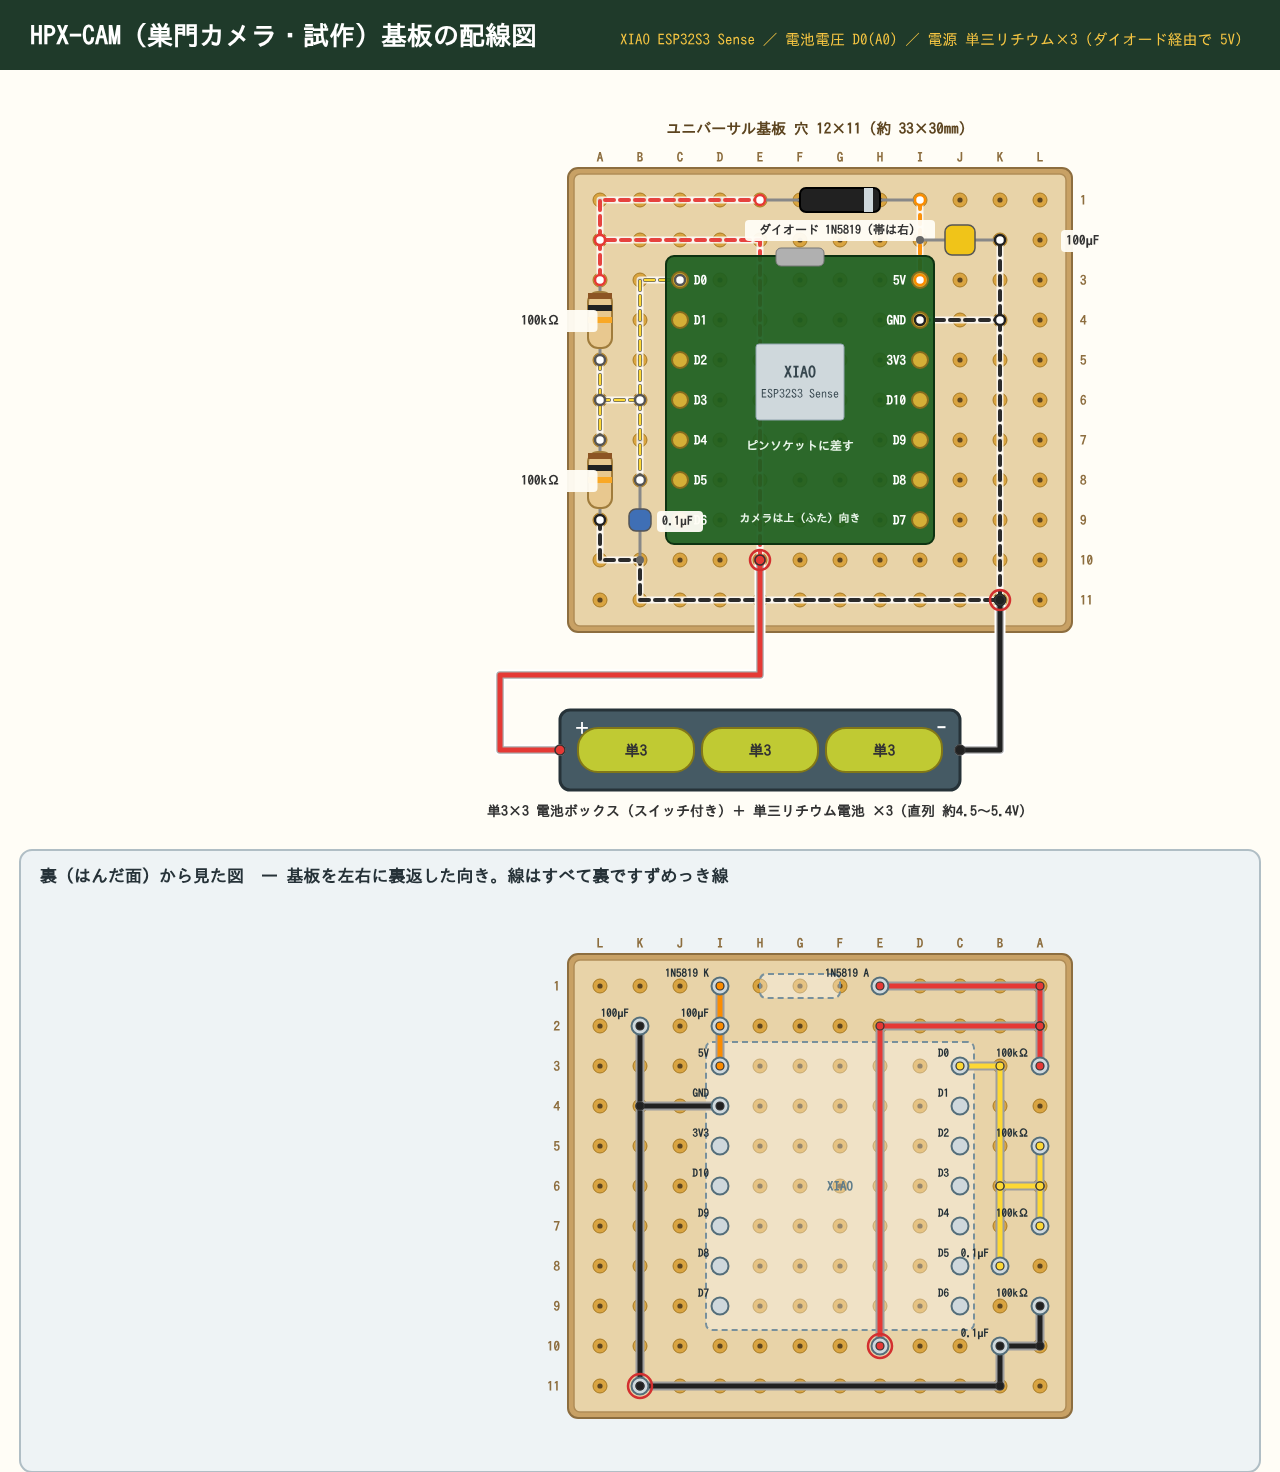 HPX-CAM（巣門カメラ・試作）基板の配線図
XIAO ESP32S3 Sense ／ 電池電圧 D0(A0) ／ 電源 単三リチウム×3（ダイオード経由で 5V）
ユニバーサル基板 穴 12×11（約 33×30mm）
A B C D E F G H I J K L
1
ダイオード 1N5819（帯は右）
100µF
D0 5V 3
100kΩ D1 GND 4
D2 3V3 5
XIAO
ESP32S3 Sense
D3 D10 6
D4 D9 7
ピンソケットに差す
100kΩ D5 D8 8
0.1µF 6 カメラは上（ふた）向き D7 9
10
11
＋ −
単3 単3 単3
単3×3 電池ボックス（スイッチ付き）＋ 単三リチウム電池 ×3（直列 約4.5〜5.4V）
裏（はんだ面）から見た図 — 基板を左右に裏返した向き。線はすべて裏ですずめっき線
L K J I H G F E D C B A
1N5819 K 1N5819 A
1
100µF 100µF
2
5V D0 100kΩ
3
GND D1
4
3V3 D2 100kΩ
5
D10 D3
6 XIAO
D9 D4 100kΩ
7
D8 D5 0.1µF
8
D7 D6 100kΩ
9
0.1µF
10
11